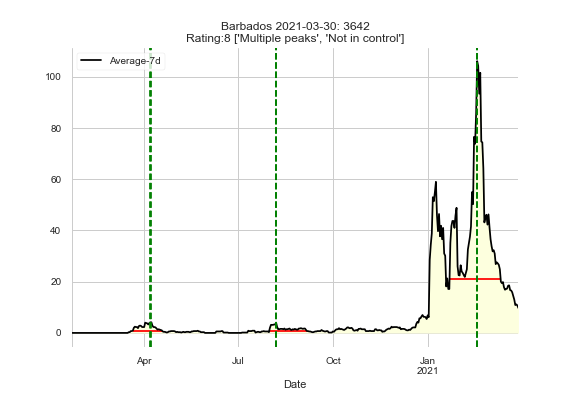 Barbados 2021-03-30: 3642
Rating:8 ['Multiple peaks', 'Not in control']
Average-7d
100
80
60
40
20
0
Apr
Jul
Oct
Jan
2021
Date